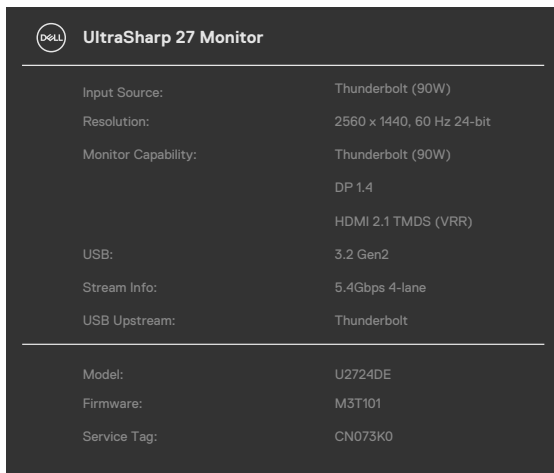 DELL UltraSharp 27 Monitor
Input Source: Thunderbolt (90W)
Resolution: 2560 x 1440, 60 Hz 24-bit
Monitor Capability: Thunderbolt (90W)
DP 1.4
HDMI 2.1 TMDS (VRR)
USB: 3.2 Gen2
Stream Info: 5.4Gbps 4-lane
USB Upstream: Thunderbolt
Model: U2724DE
Firmware: M3T101
Service Tag: CN073K0